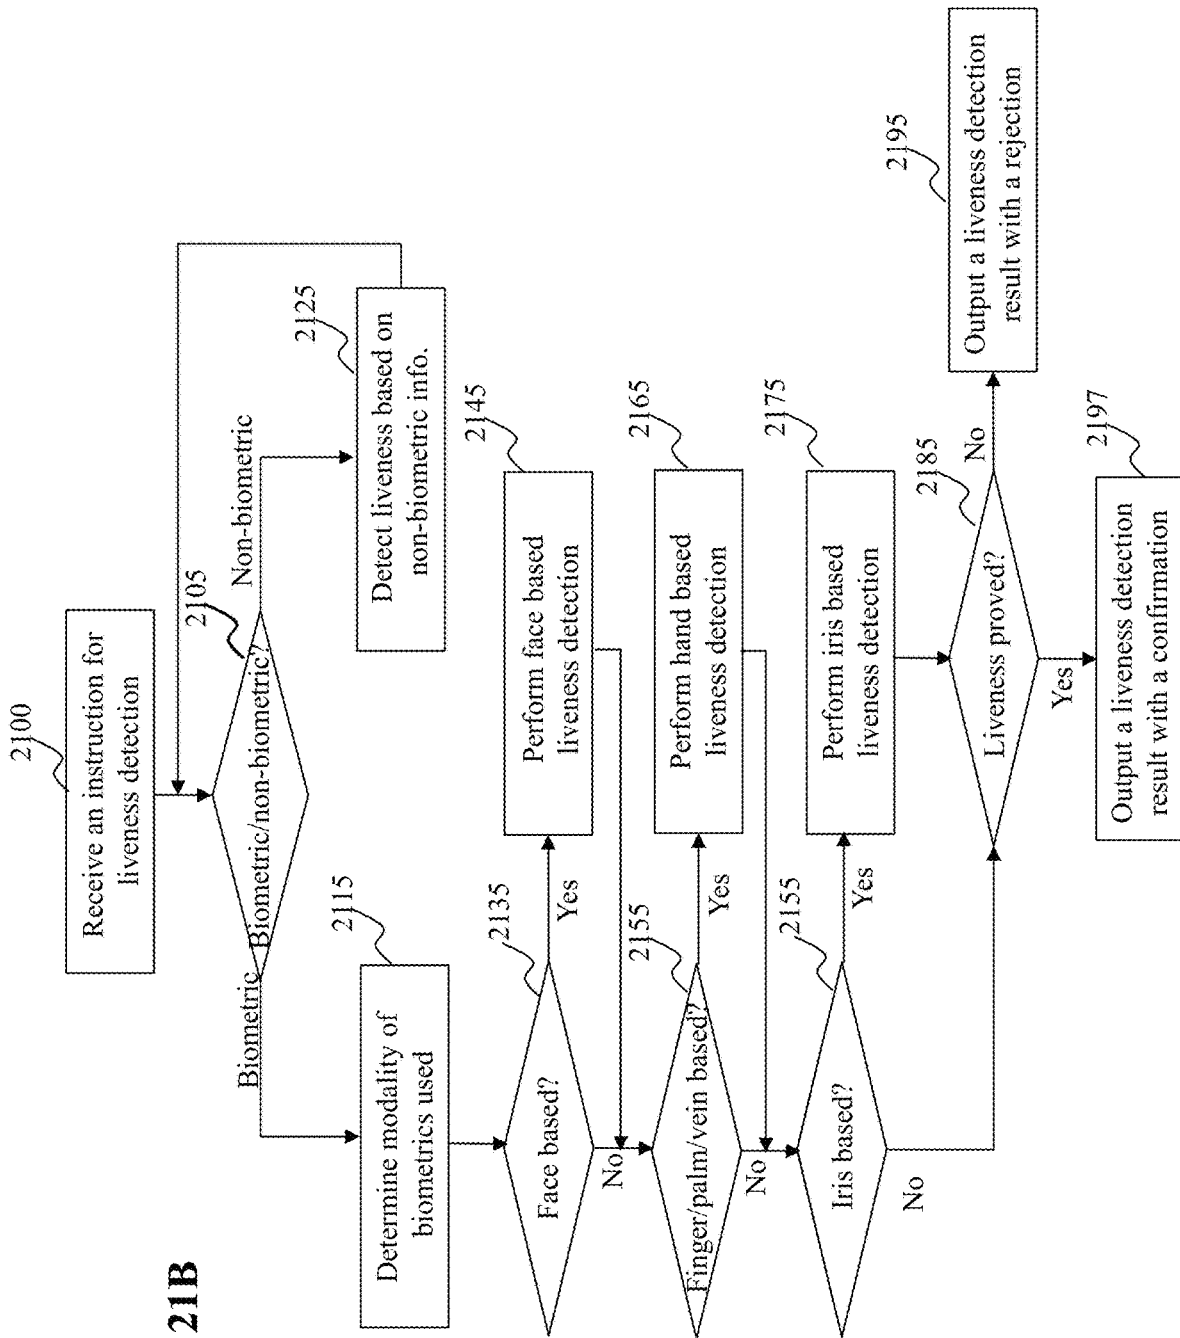 21B
2100
Receive an instruction for
liveness detection
2105
Biometric/non-biometric?
Biometric
Non-biometric
2115
Determine modality of
biometrics used
2125
Detect liveness based on
non-biometric info.
2135
Face based?
Yes
No
2145
Perform face based
liveness detection
2155
Finger/palm/vein based?
Yes
No
2165
Perform hand based
liveness detection
2155
Iris based?
Yes
No
2175
Perform iris based
liveness detection
2185
Liveness proved?
No
Yes
2195
Output a liveness detection
result with a rejection
2197
Output a liveness detection
result with a confirmation